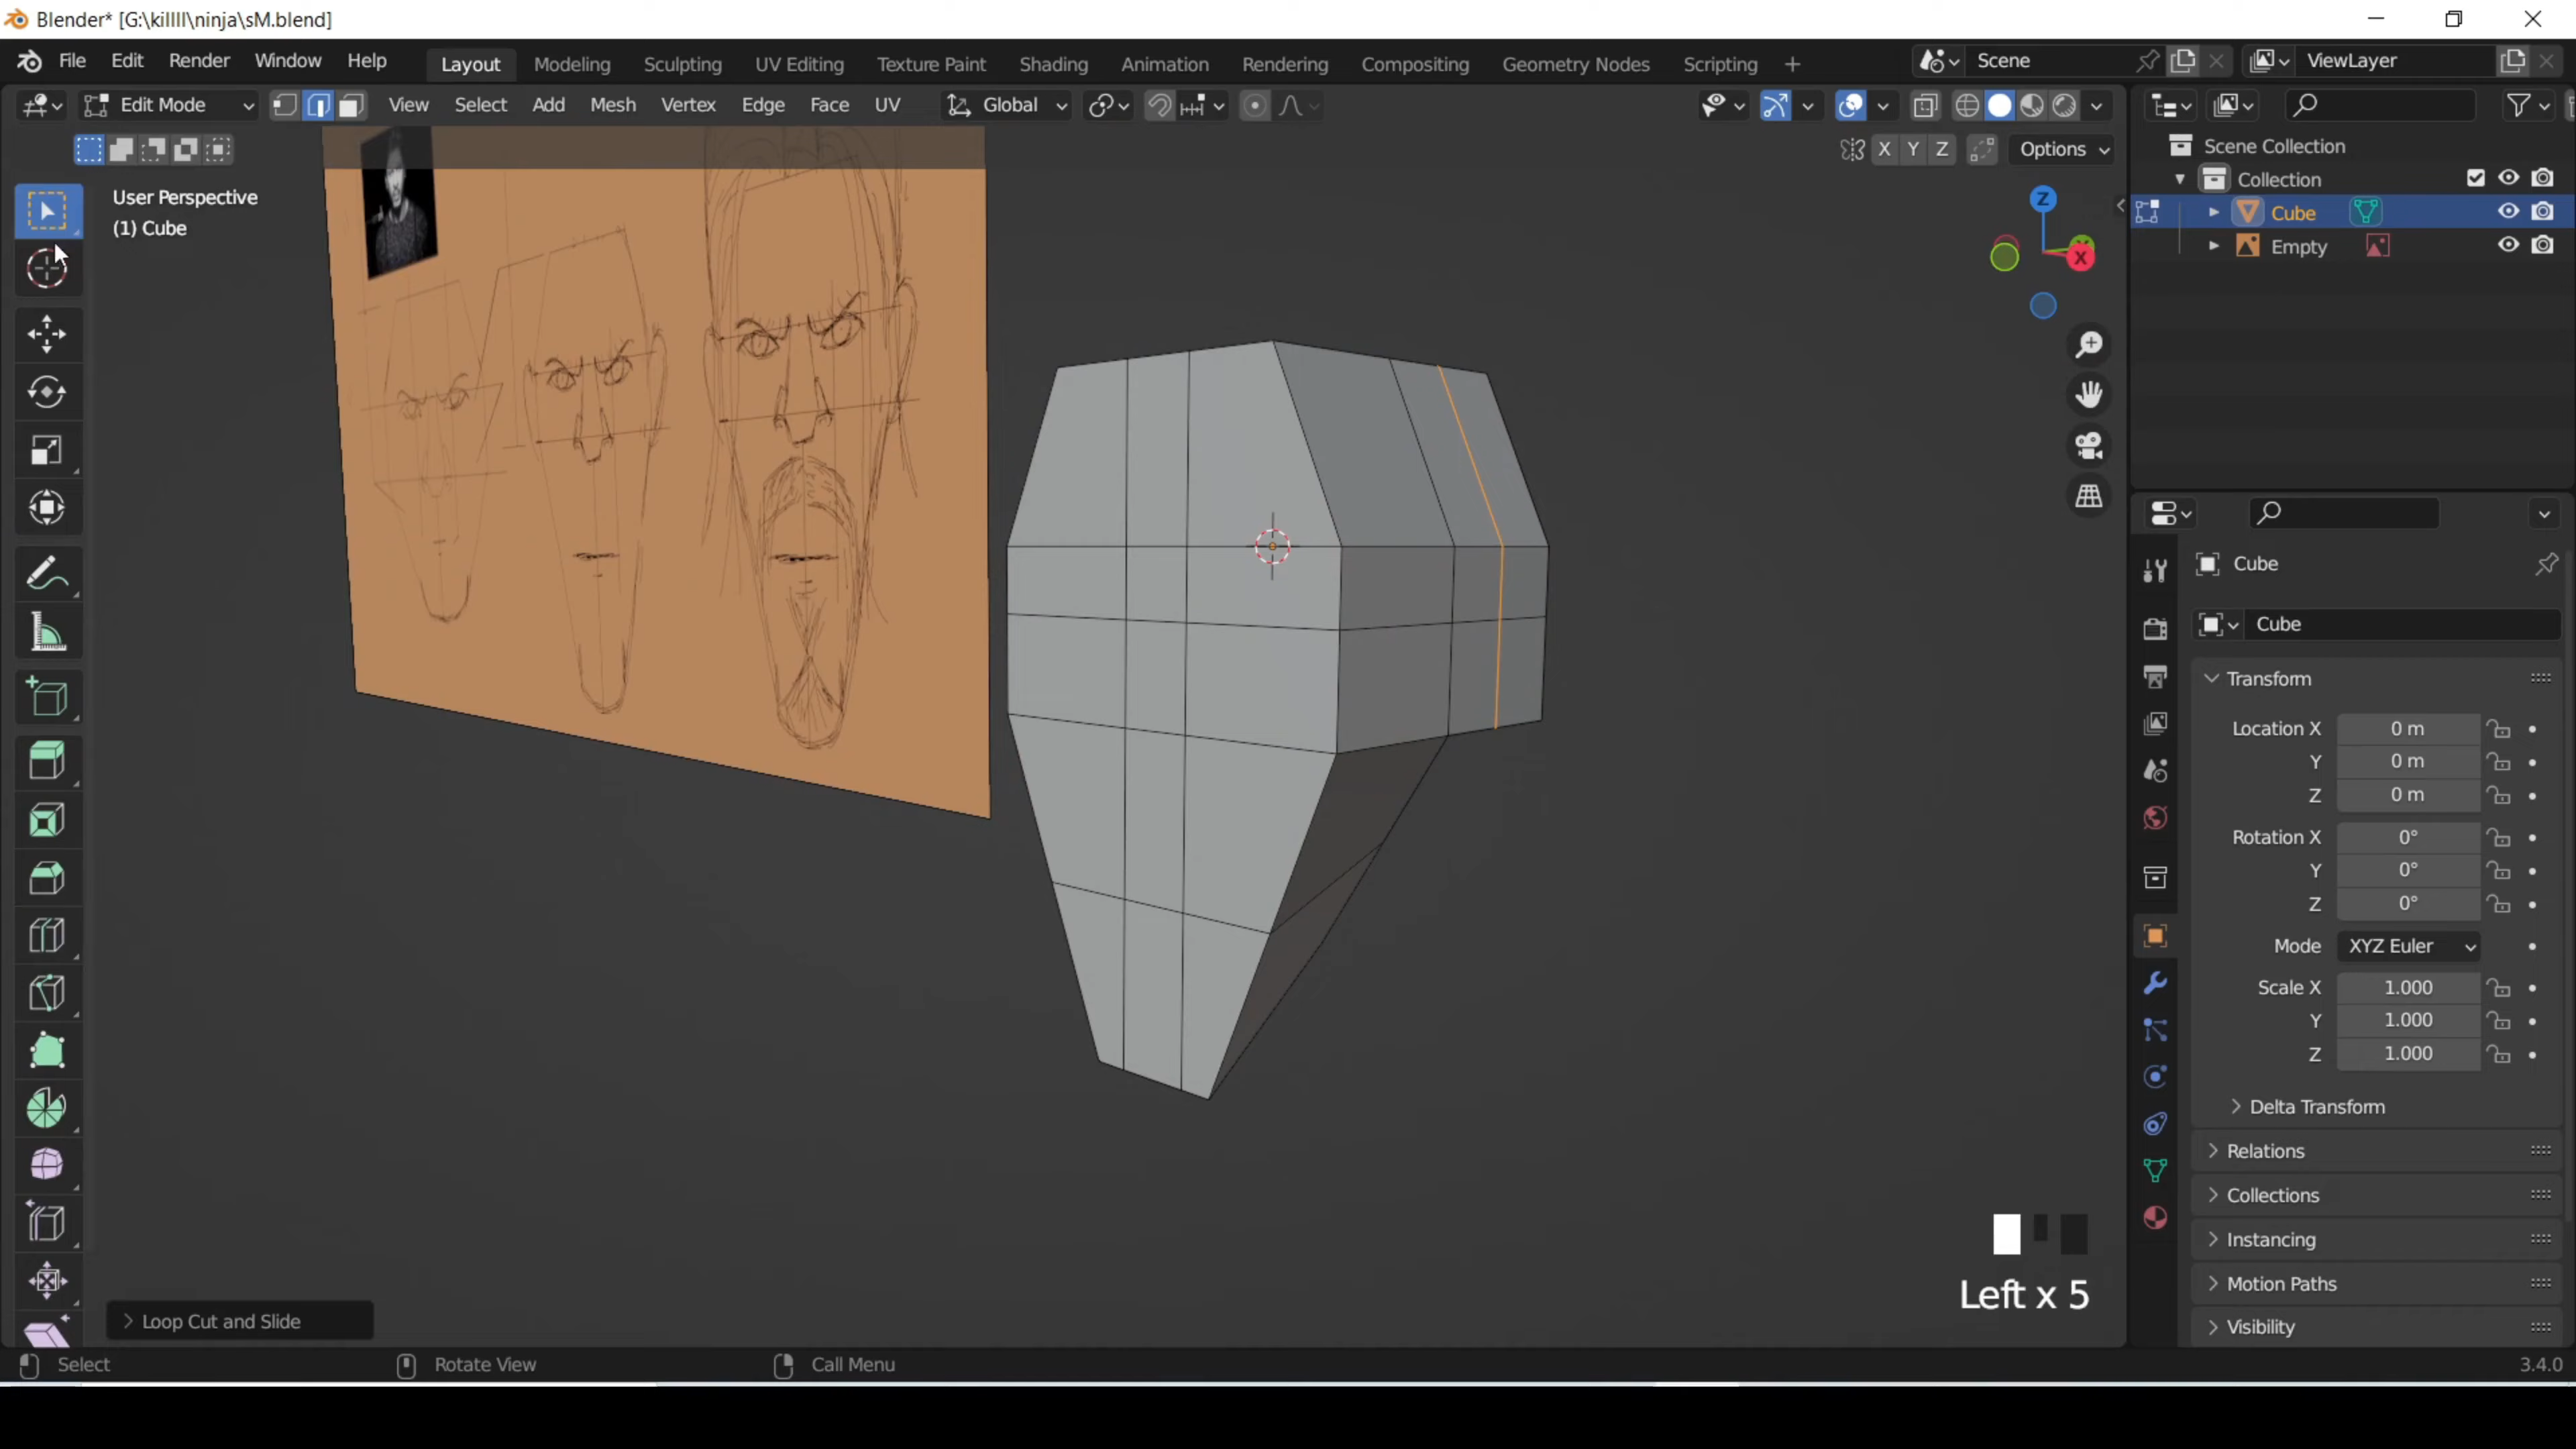 Blender* [G:\killll\ninja\sM.blend]
File Edit Render Window Help Layout Modeling Sculpting UV Editing Texture Paint Shading Animation Rendering Compositing Geometry Nodes Scripting + Scene ViewLayer
Edit Mode View Select Add Mesh Vertex Edge Face UV Global
X Y Z Options
User Perspective
(1) Cube
Z
X
Scene Collection
Collection
Cube
Empty
Cube
Cube
Transform
Location X 0 m
Y 0 m
Z 0 m
Rotation X 0°
Y 0°
Z 0°
Mode XYZ Euler
Scale X 1.000
Y 1.000
Z 1.000
Delta Transform
Relations
Collections
Instancing
Motion Paths
Visibility
Left x 5
Loop Cut and Slide
Select Rotate View Call Menu 3.4.0